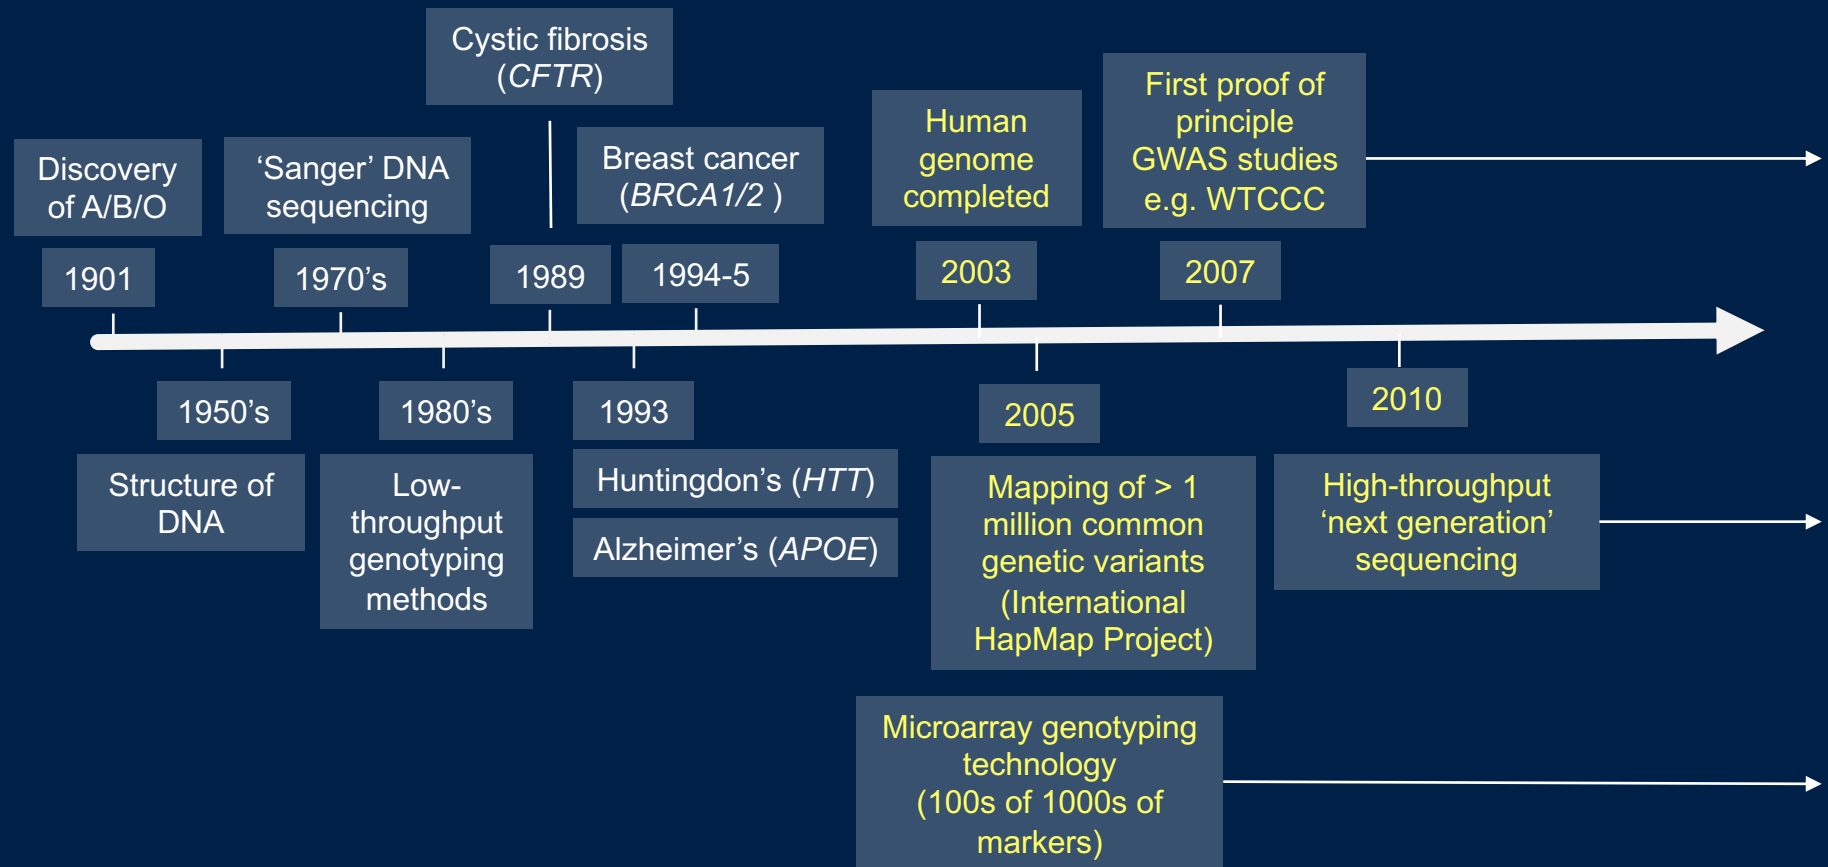 Cystic fibrosis
(CFTR)
Discovery
of A/B/O
‘Sanger’ DNA
sequencing
Breast cancer
(BRCA1/2 )
Human
genome
completed
First proof of
principle
GWAS studies
e.g. WTCCC
1901
1970’s
1989
1994-5
2003
2007
1950’s
1980’s
1993
2005
2010
Structure of
DNA
Low-
throughput
genotyping
methods
Huntingdon’s (HTT)
Alzheimer’s (APOE)
Mapping of > 1
million common
genetic variants
(International
HapMap Project)
High-throughput
‘next generation’
sequencing
Microarray genotyping
technology
(100s of 1000s of
markers)